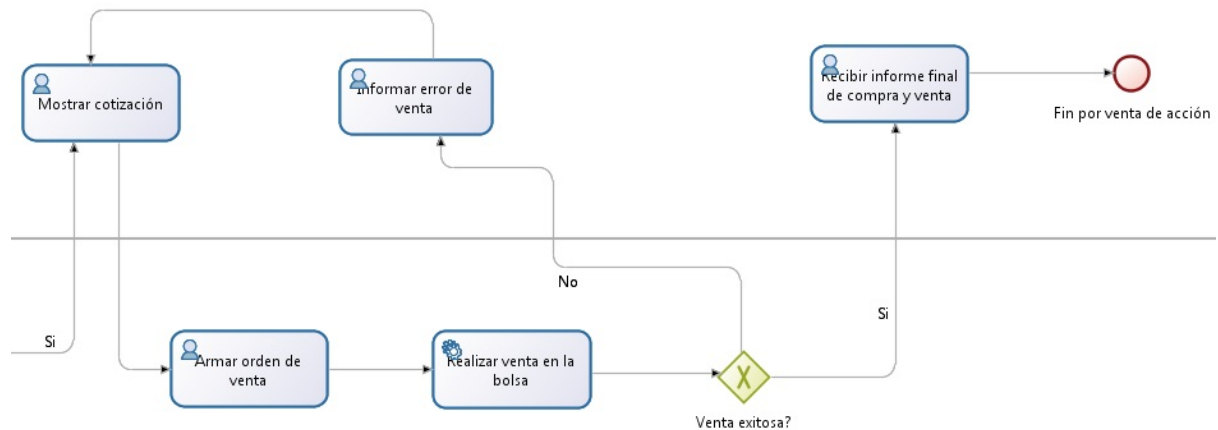 Mostrar cotización
Informar error de
venta
Recibir informe final
de compra y venta
Fin por venta de acción
No
Si
Si
Armar orden de
venta
Realizar venta en la
bolsa
Venta exitosa?